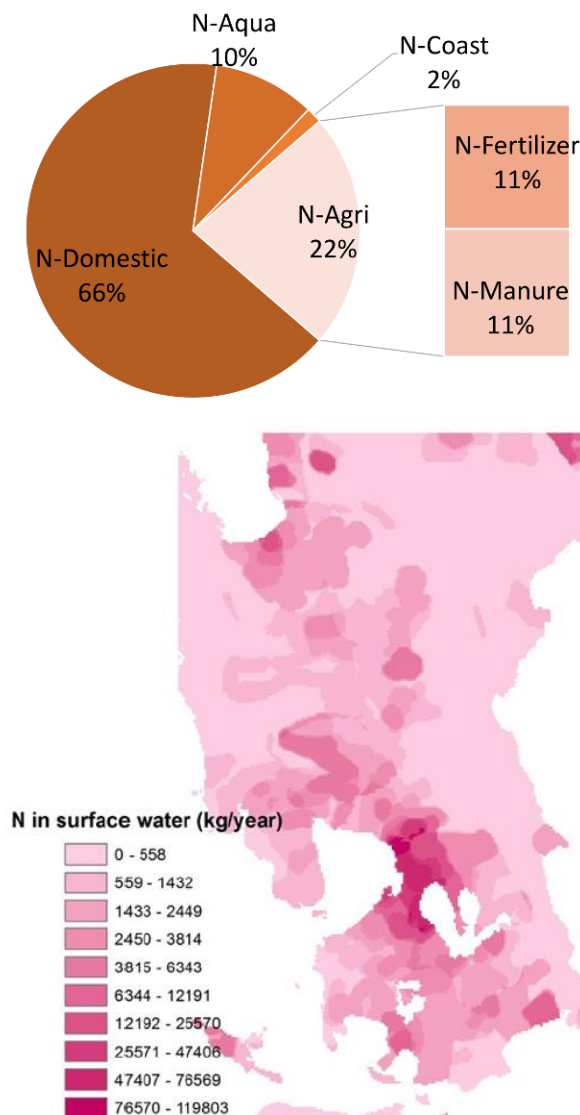 N-Aqua
10%
N-Coast
2%
N-Fertilizer
11%
N-Agri
22%
N-Domestic
66%
N-Manure
11%
N in surface water (kg/year)
0 - 558
559 - 1432
1433 - 2449
2450 - 3814
3815 - 6343
6344 - 12191
12192 - 25570
25571 - 47406
47407 - 76569
76570 - 119803